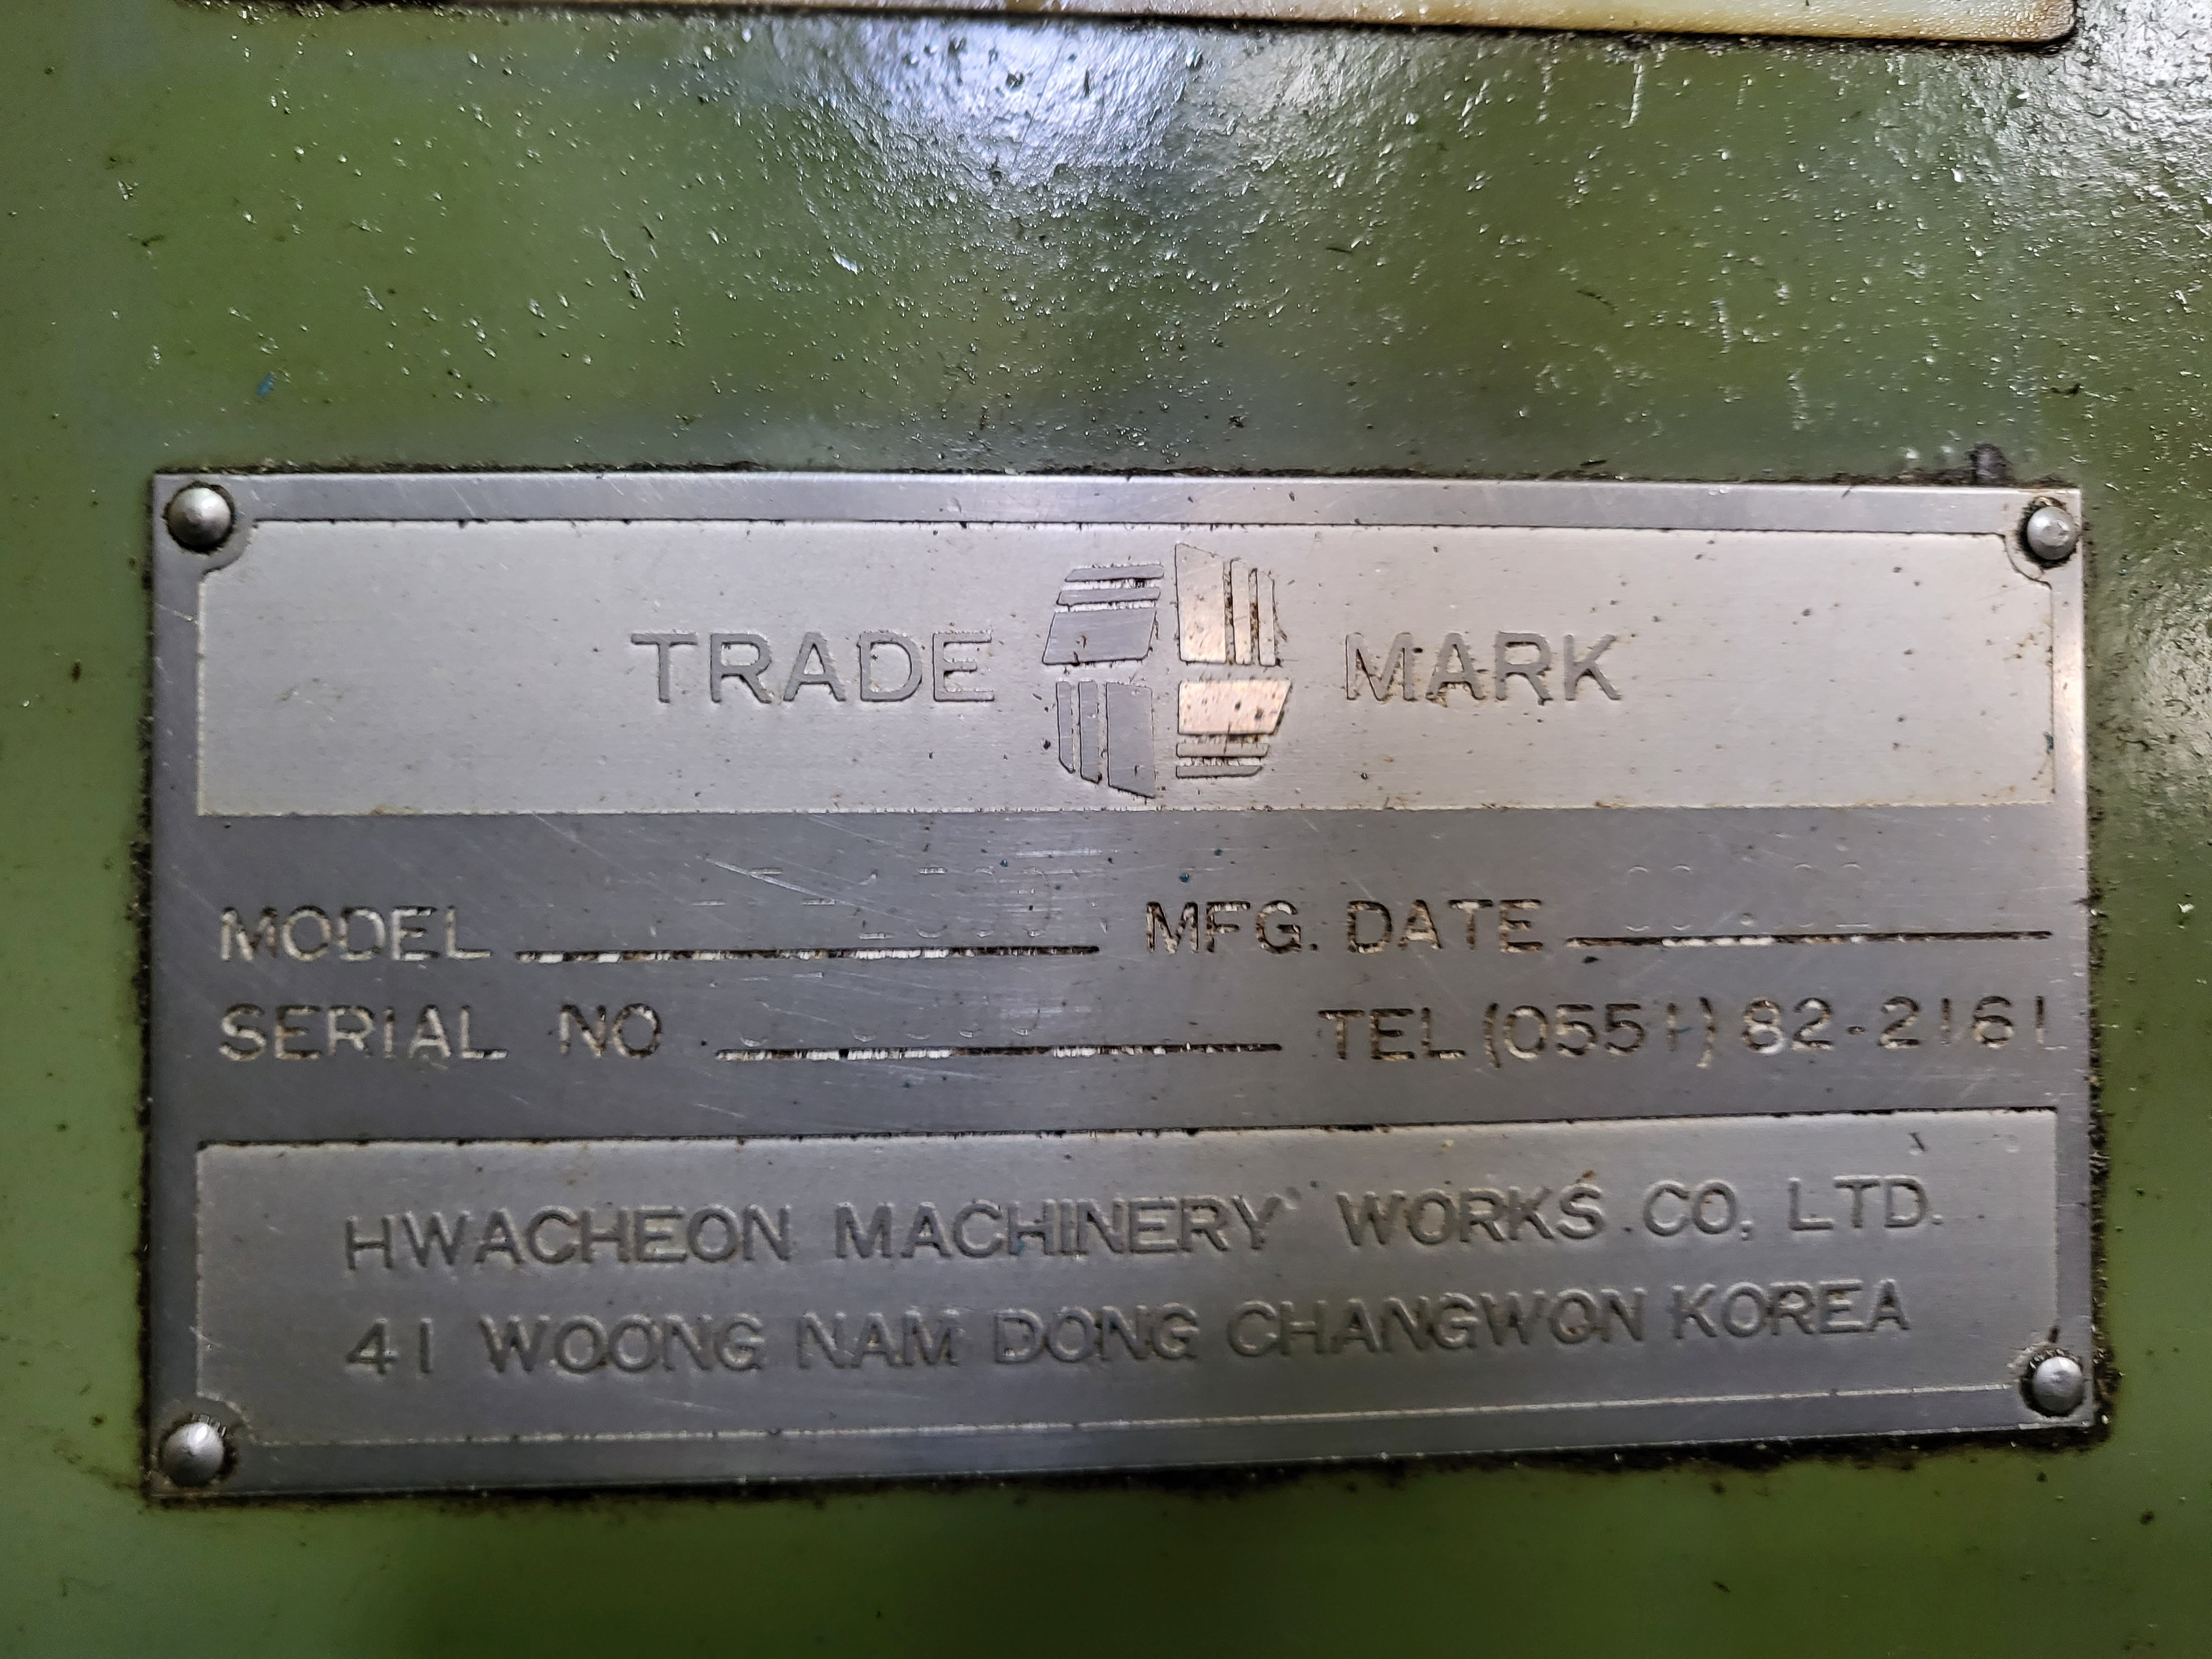 TRADE MARK
MODEL MFG. DATE
SERIAL NO TEL (0551) 82-2161
HWACHEON MACHINERY WORKS CO, LTD.
41 WOONG NAM DONG CHANGWON KOREA